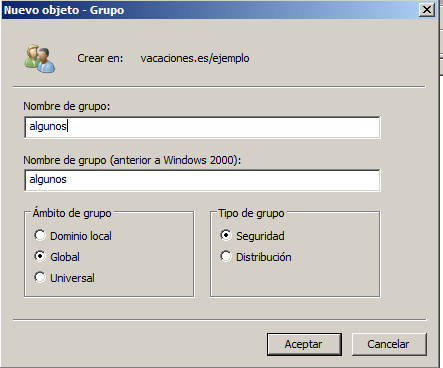 Nuevo objeto - Grupo
Crear en: vacaciones.es/ejemplo
Nombre de grupo:
algunos
Nombre de grupo (anterior a Windows 2000):
algunos
Ámbito de grupo
Dominio local
Global
Universal
Tipo de grupo
Seguridad
Distribución
Aceptar
Cancelar